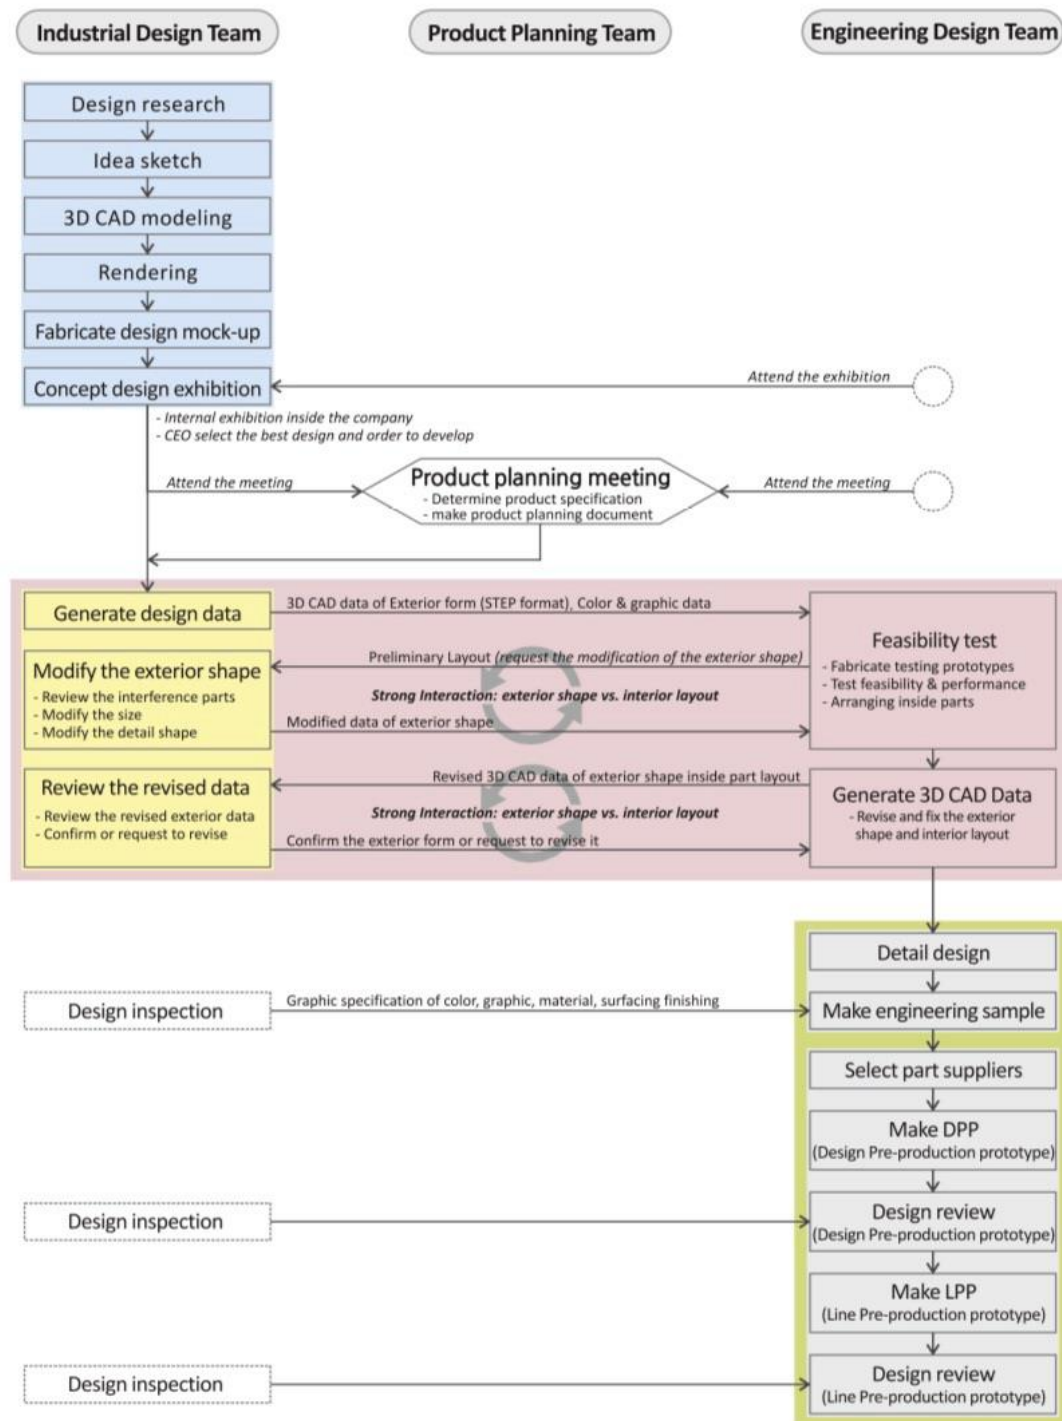 Industrial Design Team
Product Planning Team
Engineering Design Team
Design research
Idea sketch
3D CAD modeling
Rendering
Fabricate design mock-up
Concept design exhibition
Attend the exhibition
- Internal exhibition inside the company
- CEO select the best design and order to develop
Attend the meeting
Product planning meeting
- Determine product specification
- make product planning document
Attend the meeting
Generate design data
3D CAD data of Exterior form (STEP format), Color & graphic data
Feasibility test
- Fabricate testing prototypes
- Test feasibility & performance
- Arranging inside parts
Preliminary Layout (request the modification of the exterior shape)
Modify the exterior shape
- Review the interference parts
- Modify the size
- Modify the detail shape
Strong Interaction: exterior shape vs. interior layout
Modified data of exterior shape
Revised 3D CAD data of exterior shape inside part layout
Review the revised data
- Review the revised exterior data
- Confirm or request to revise
Strong Interaction: exterior shape vs. interior layout
Confirm the exterior form or request to revise it
Generate 3D CAD Data
- Revise and fix the exterior
shape and interior layout
Detail design
Design inspection
Graphic specification of color, graphic, material, surfacing finishing
Make engineering sample
Select part suppliers
Make DPP
(Design Pre-production prototype)
Design inspection
Design review
(Design Pre-production prototype)
Make LPP
(Line Pre-production prototype)
Design inspection
Design review
(Line Pre-production prototype)